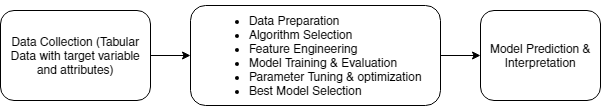 Data Collection (Tabular
Data with target variable
and attributes)
• Data Preparation
• Algorithm Selection
• Feature Engineering
• Model Training & Evaluation
• Parameter Tuning & optimization
• Best Model Selection
Model Prediction &
Interpretation